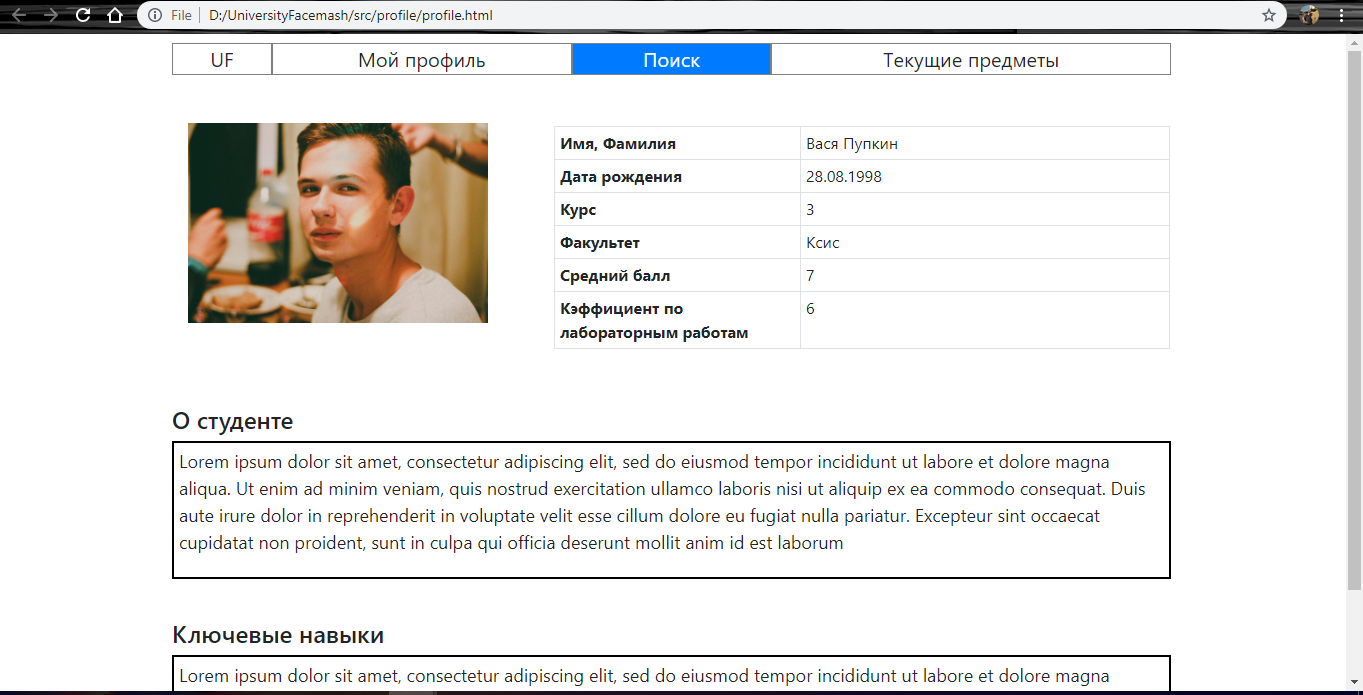 File D:/UniversityFacemash/src/profile/profile.html
UF Мой профиль Поиск Текущие предметы
Имя, Фамилия Вася Пупкин
Дата рождения 28.08.1998
Курс 3
Факультет Ксис
Средний балл 7
Кэффициент по 6
лабораторным работам
О студенте
Lorem ipsum dolor sit amet, consectetur adipiscing elit, sed do eiusmod tempor incididunt ut labore et dolore magna
aliqua. Ut enim ad minim veniam, quis nostrud exercitation ullamco laboris nisi ut aliquip ex ea commodo consequat. Duis
aute irure dolor in reprehenderit in voluptate velit esse cillum dolore eu fugiat nulla pariatur. Excepteur sint occaecat
cupidatat non proident, sunt in culpa qui officia deserunt mollit anim id est laborum
Ключевые навыки
Lorem ipsum dolor sit amet, consectetur adipiscing elit, sed do eiusmod tempor incididunt ut labore et dolore magna